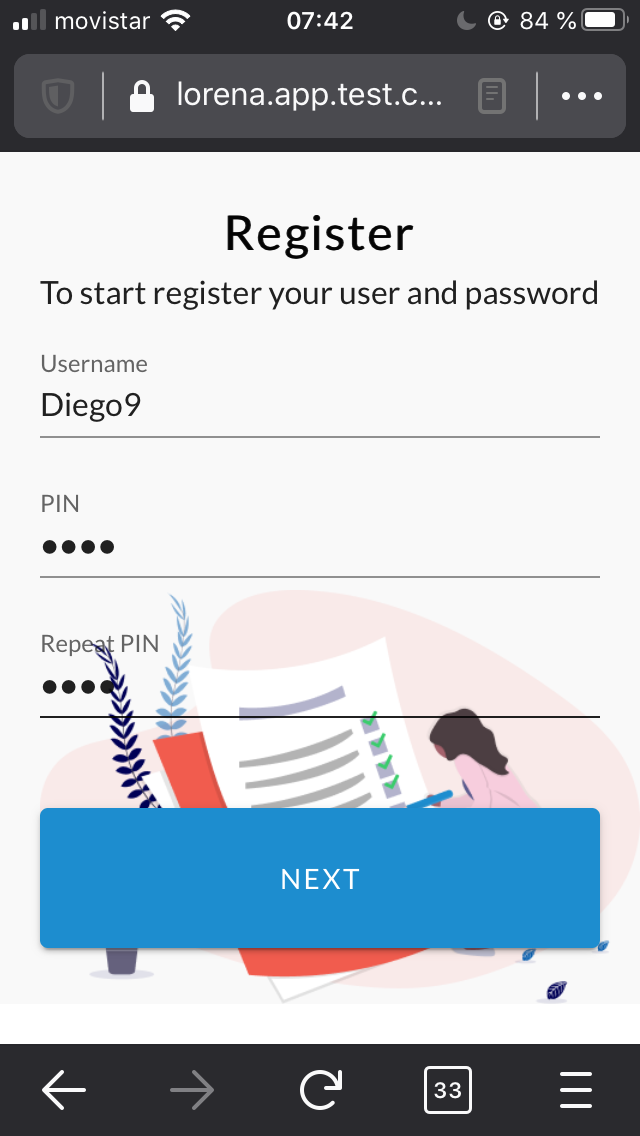 movistar 07:42 84 %
lorena.app.test.c...
Register
To start register your user and password
Username
Diego9
PIN
••••
Repeat PIN
••••
NEXT
33